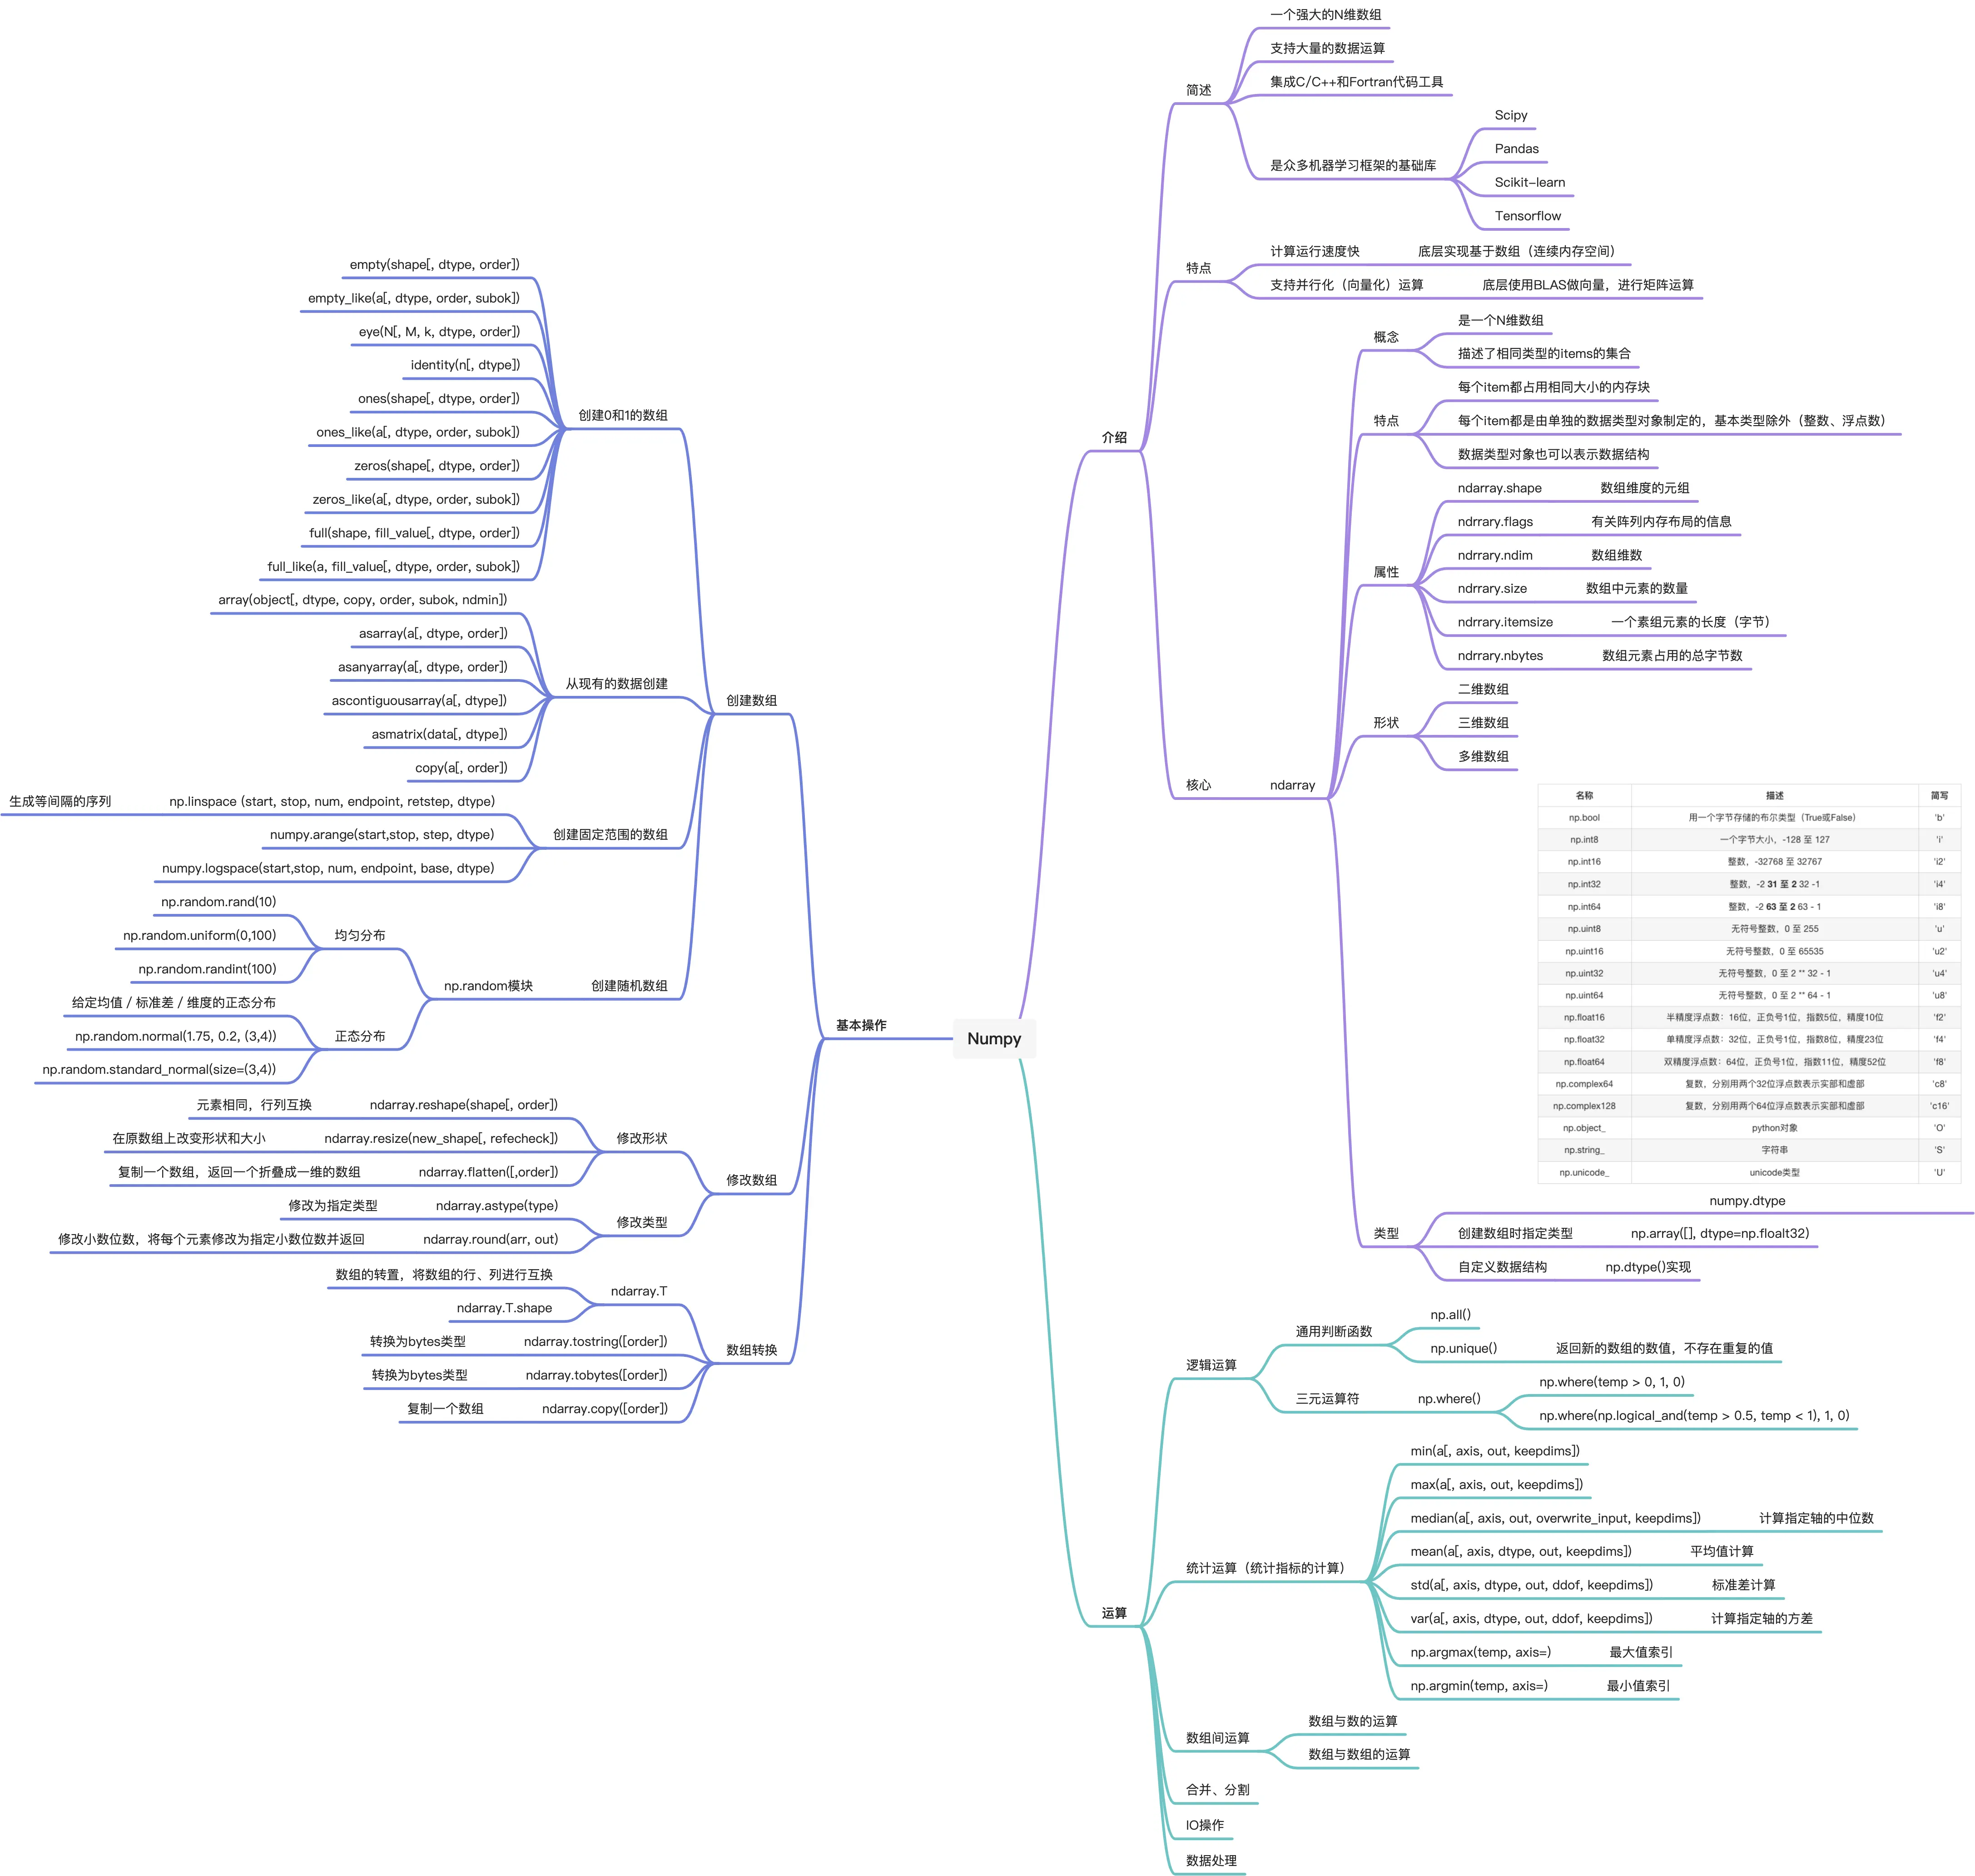 Numpy
介绍
简述
一个强大的N维数组
支持大量的数据运算
集成C/C++和Fortran代码工具
是众多机器学习框架的基础库
Scipy
Pandas
Scikit-learn
Tensorflow
特点
计算运行速度快
底层实现基于数组（连续内存空间）
支持并行化（向量化）运算
底层使用BLAS做向量，进行矩阵运算
核心
ndarray
概念
是一个N维数组
描述了相同类型的items的集合
特点
每个item都占用相同大小的内存块
每个item都是由单独的数据类型对象制定的，基本类型除外（整数、浮点数）
数据类型对象也可以表示数据结构
属性
ndarray.shape
数组维度的元组
ndrrary.flags
有关阵列内存布局的信息
ndrrary.ndim
数组维数
ndrrary.size
数组中元素的数量
ndrrary.itemsize
一个素组元素的长度（字节）
ndrrary.nbytes
数组元素占用的总字节数
形状
二维数组
三维数组
多维数组
类型
名称 描述 简写
np.bool 用一个字节存储的布尔类型（True或False） 'b'
np.int8 一个字节大小，-128 至 127 'i'
np.int16 整数，-32768 至 32767 'i2'
np.int32 整数，-2 31 至 2 32 -1 'i4'
np.int64 整数，-2 63 至 2 63 - 1 'i8'
np.uint8 无符号整数，0 至 255 'u'
np.uint16 无符号整数，0 至 65535 'u2'
np.uint32 无符号整数，0 至 2 ** 32 - 1 'u4'
np.uint64 无符号整数，0 至 2 ** 64 - 1 'u8'
np.float16 半精度浮点数：16位，正负号1位，指数5位，精度10位 'f2'
np.float32 单精度浮点数：32位，正负号1位，指数8位，精度23位 'f4'
np.float64 双精度浮点数：64位，正负号1位，指数11位，精度52位 'f8'
np.complex64 复数，分别用两个32位浮点数表示实部和虚部 'c8'
np.complex128 复数，分别用两个64位浮点数表示实部和虚部 'c16'
np.object_ python对象 'O'
np.string_ 字符串 'S'
np.unicode_ unicode类型 'U'
numpy.dtype
创建数组时指定类型
np.array([], dtype=np.floalt32)
自定义数据结构
np.dtype()实现
运算
逻辑运算
通用判断函数
np.all()
np.unique()
返回新的数组的数值，不存在重复的值
三元运算符
np.where()
np.where(temp > 0, 1, 0)
np.where(np.logical_and(temp > 0.5, temp < 1), 1, 0)
统计运算（统计指标的计算）
min(a[, axis, out, keepdims])
max(a[, axis, out, keepdims])
median(a[, axis, out, overwrite_input, keepdims])
计算指定轴的中位数
mean(a[, axis, dtype, out, keepdims])
平均值计算
std(a[, axis, dtype, out, ddof, keepdims])
标准差计算
var(a[, axis, dtype, out, ddof, keepdims])
计算指定轴的方差
np.argmax(temp, axis=)
最大值索引
np.argmin(temp, axis=)
最小值索引
数组间运算
数组与数的运算
数组与数组的运算
合并、分割
IO操作
数据处理
基本操作
创建数组
创建0和1的数组
empty(shape[, dtype, order])
empty_like(a[, dtype, order, subok])
eye(N[, M, k, dtype, order])
identity(n[, dtype])
ones(shape[, dtype, order])
ones_like(a[, dtype, order, subok])
zeros(shape[, dtype, order])
zeros_like(a[, dtype, order, subok])
full(shape, fill_value[, dtype, order])
full_like(a, fill_value[, dtype, order, subok])
从现有的数据创建
array(object[, dtype, copy, order, subok, ndmin])
asarray(a[, dtype, order])
asanyarray(a[, dtype, order])
ascontiguousarray(a[, dtype])
asmatrix(data[, dtype])
copy(a[, order])
创建固定范围的数组
np.linspace (start, stop, num, endpoint, retstep, dtype)
生成等间隔的序列
numpy.arange(start,stop, step, dtype)
numpy.logspace(start,stop, num, endpoint, base, dtype)
创建随机数组
np.random模块
均匀分布
np.random.rand(10)
np.random.uniform(0,100)
np.random.randint(100)
正态分布
给定均值 / 标准差 / 维度的正态分布
np.random.normal(1.75, 0.2, (3,4))
np.random.standard_normal(size=(3,4))
修改数组
修改形状
ndarray.reshape(shape[, order])
元素相同，行列互换
ndarray.resize(new_shape[, refecheck])
在原数组上改变形状和大小
ndarray.flatten([,order])
复制一个数组，返回一个折叠成一维的数组
修改类型
ndarray.astype(type)
修改为指定类型
ndarray.round(arr, out)
修改小数位数，将每个元素修改为指定小数位数并返回
数组转换
ndarray.T
数组的转置，将数组的行、列进行互换
ndarray.T.shape
ndarray.tostring([order])
转换为bytes类型
ndarray.tobytes([order])
转换为bytes类型
ndarray.copy([order])
复制一个数组